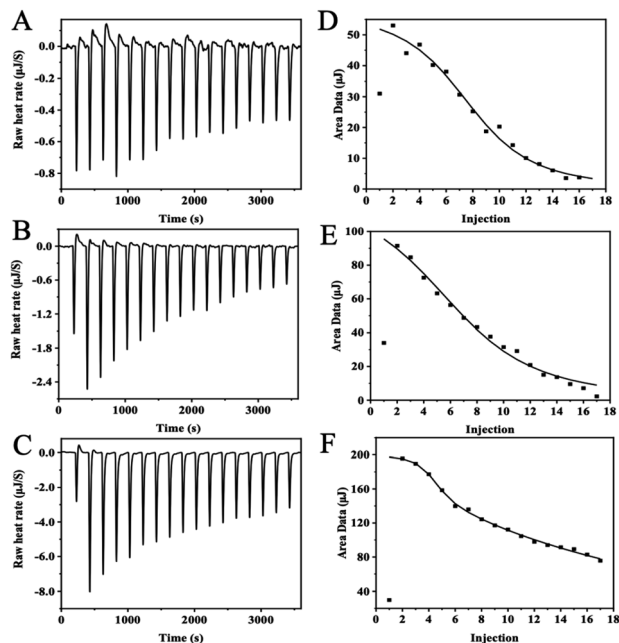 A
Raw heat rate (µJ/S)
0.0
-0.2
-0.4
-0.6
-0.8
0 1000 2000 3000
Time (s)
D
Area Data (µJ)
50
40
30
20
10
0
0 2 4 6 8 10 12 14 16 18
Injection
B
Raw heat rate (µJ/S)
0.0
-0.6
-1.2
-1.8
-2.4
0 1000 2000 3000
Time (s)
E
Area Data (µJ)
100
80
60
40
20
0
0 2 4 6 8 10 12 14 16 18
Injection
C
Raw heat rate (µJ/S)
0.0
-2.0
-4.0
-6.0
-8.0
0 1000 2000 3000
Time (s)
F
Area Data (µJ)
200
160
120
80
40
0 2 4 6 8 10 12 14 16 18
Injection